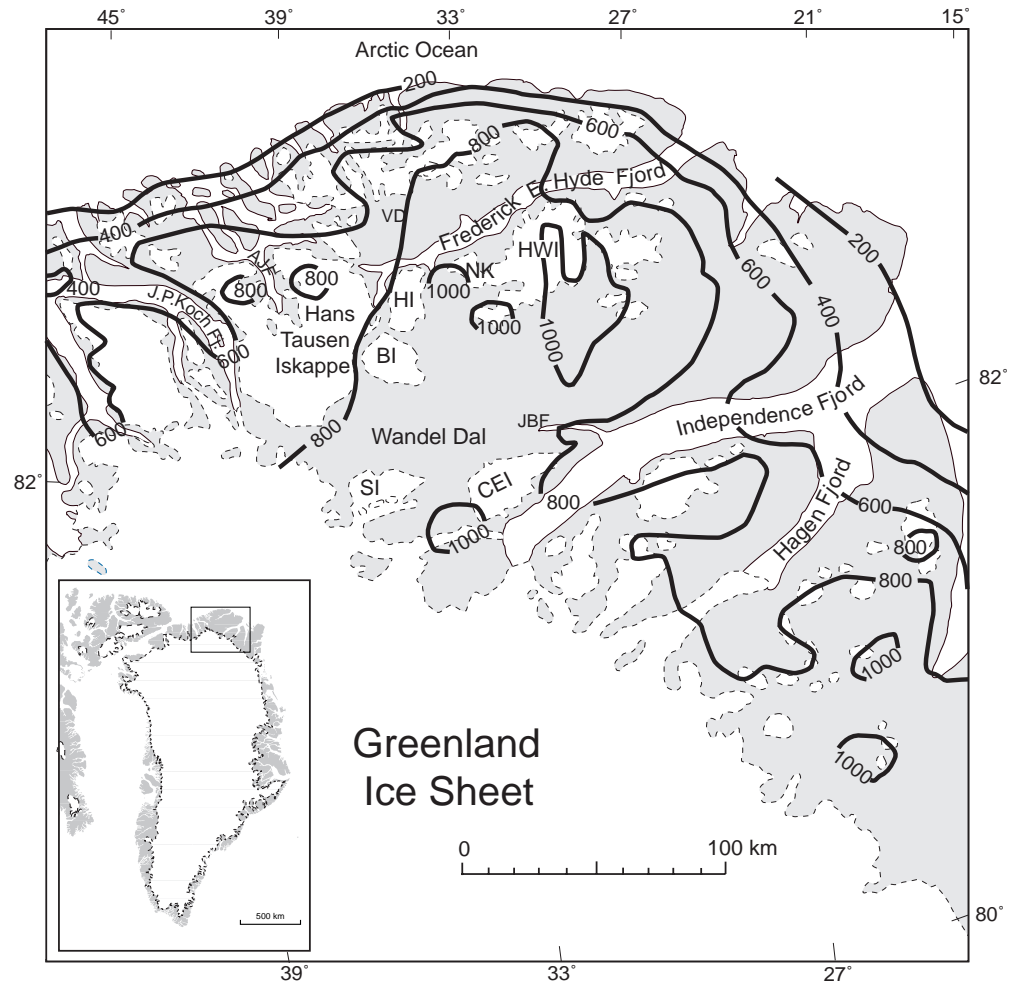 45° 39° 33° 27° 21° 15°
Arctic Ocean
200
600
800
Frederick E. Hyde Fjord
VD
400
200
HWI
AJF
NK
600
400
800
800
400
J.P.Koch Fj.
HI
1000
400
Hans
Tausen
Iskappe
1000
1000
600
BI
82°
Independence Fjord
JBF
Wandel Dal
800
600
82°
SI
CEI
800
Hagen Fjord
600
1000
800
800
1000
Greenland
Ice Sheet
1000
0 100 km
500 km
80°
39° 33° 27°